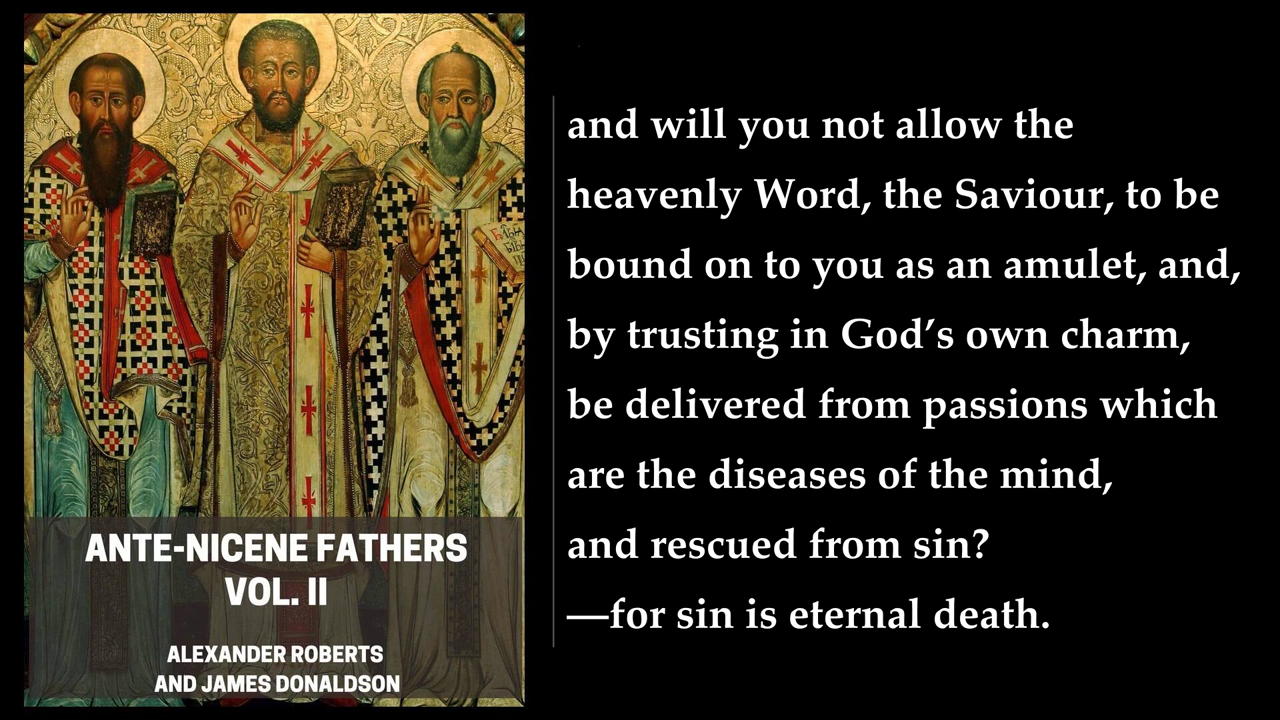 ANTE-NICENE FATHERS
VOL. II
ALEXANDER ROBERTS
AND JAMES DONALDSON
and will you not allow the
heavenly Word, the Saviour, to be
bound on to you as an amulet, and,
by trusting in God’s own charm,
be delivered from passions which
are the diseases of the mind,
and rescued from sin?
—for sin is eternal death.